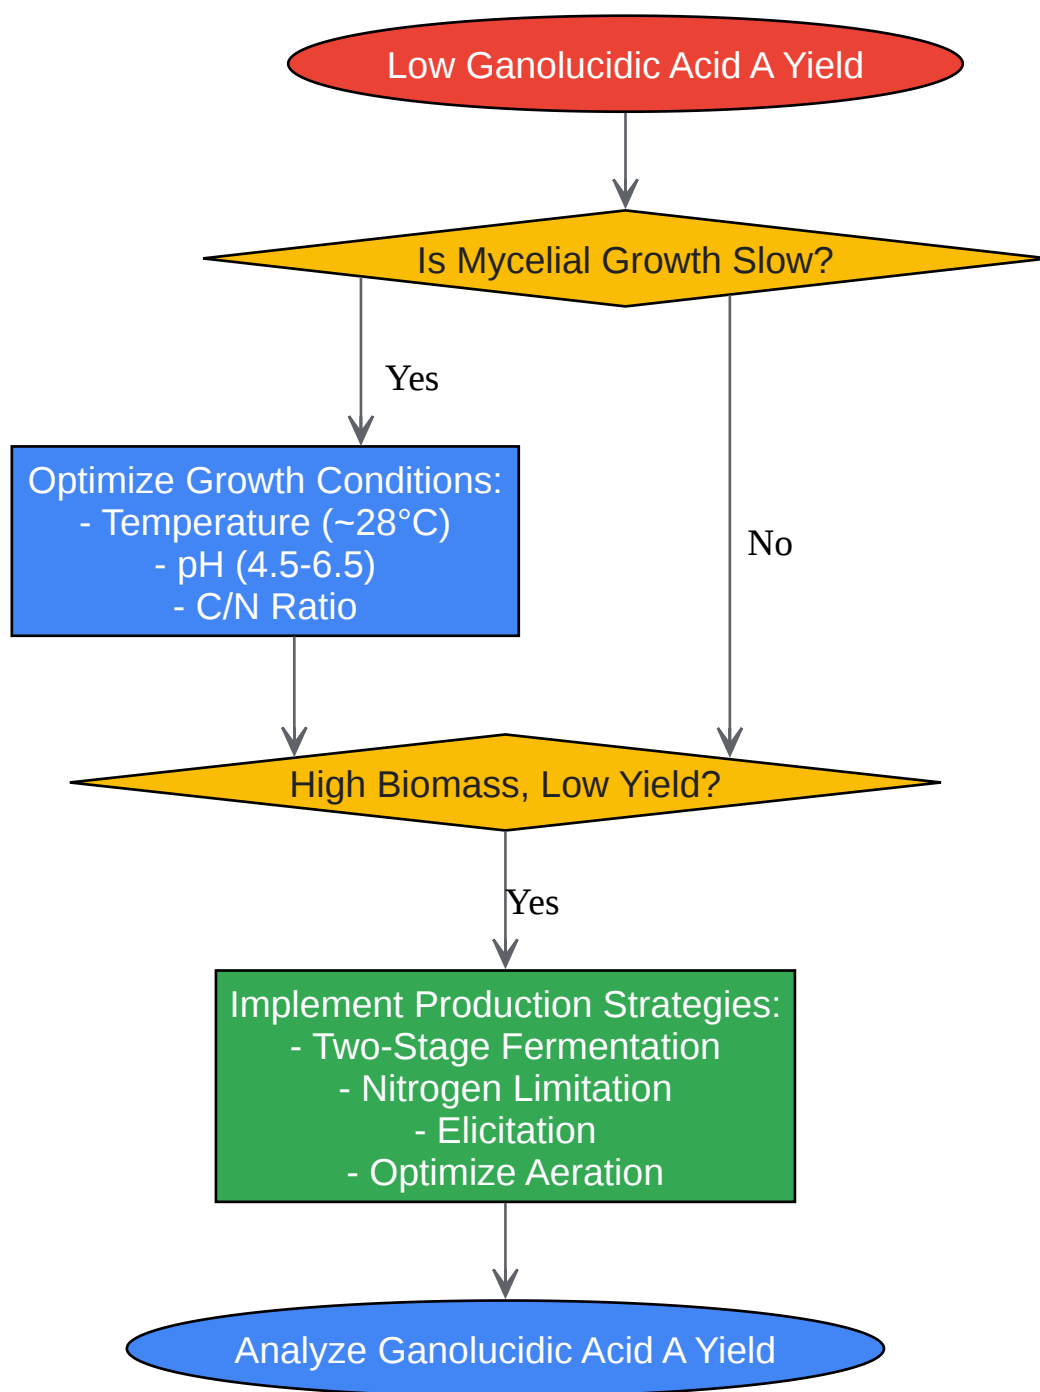 Low Ganolucidic Acid A Yield
Is Mycelial Growth Slow?
Yes
Optimize Growth Conditions:
- Temperature (~28°C)
- pH (4.5-6.5)
- C/N Ratio
No
High Biomass, Low Yield?
Yes
Implement Production Strategies:
- Two-Stage Fermentation
- Nitrogen Limitation
- Elicitation
- Optimize Aeration
Analyze Ganolucidic Acid A Yield